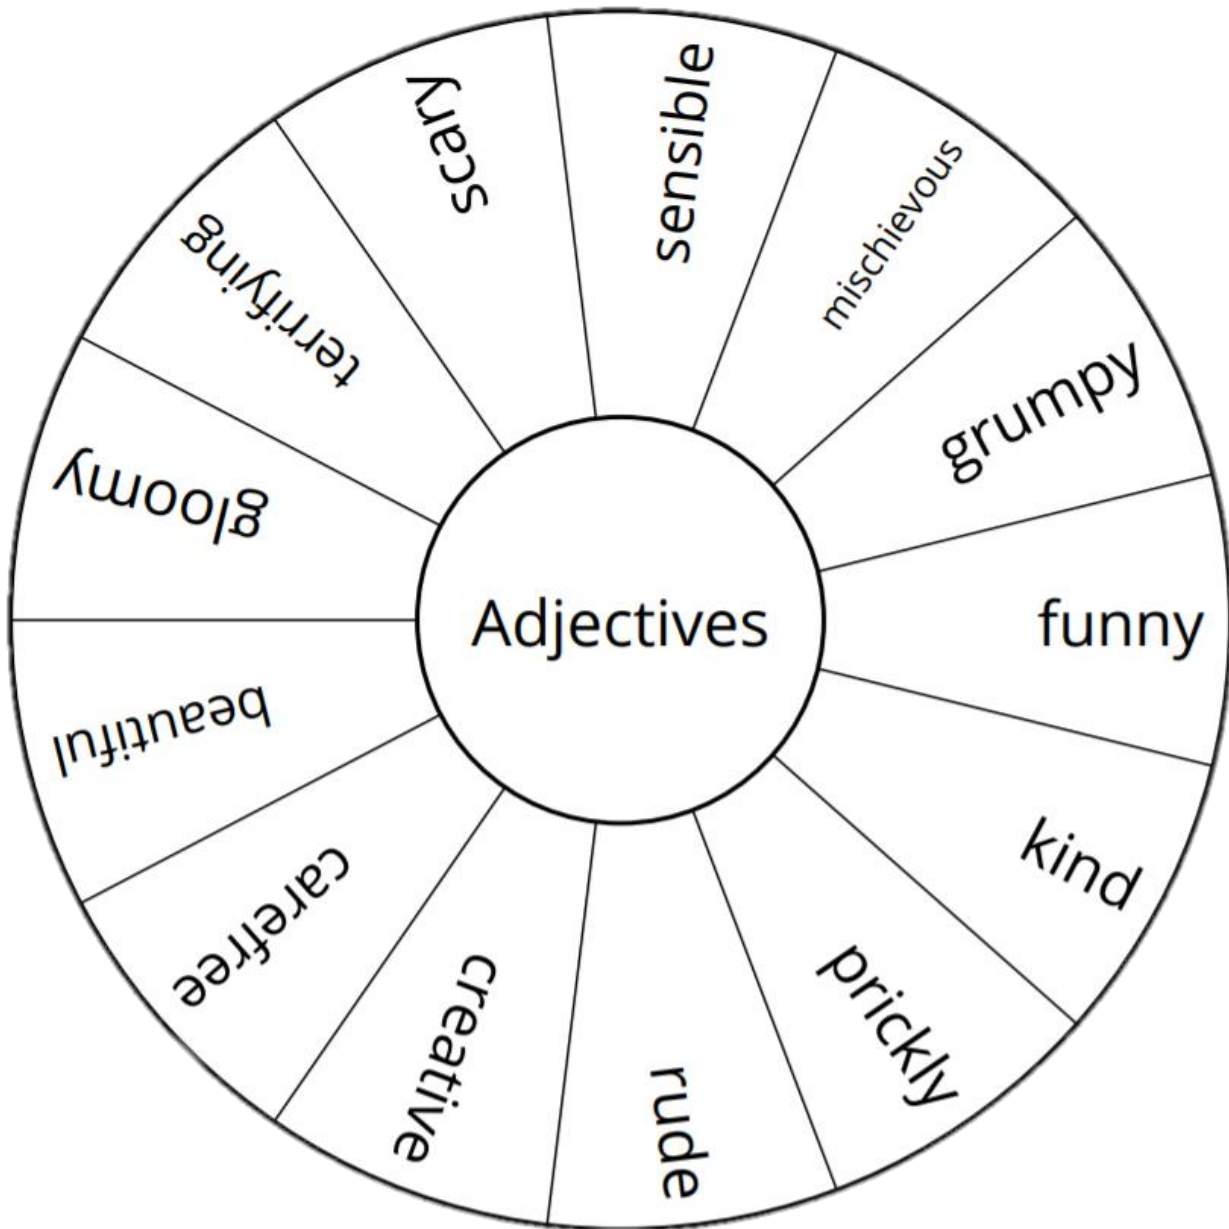 Adjectives
sensible
mischievous
grumpy
funny
kind
prickly
rude
creative
carefree
beautiful
gloomy
terrifying
scary